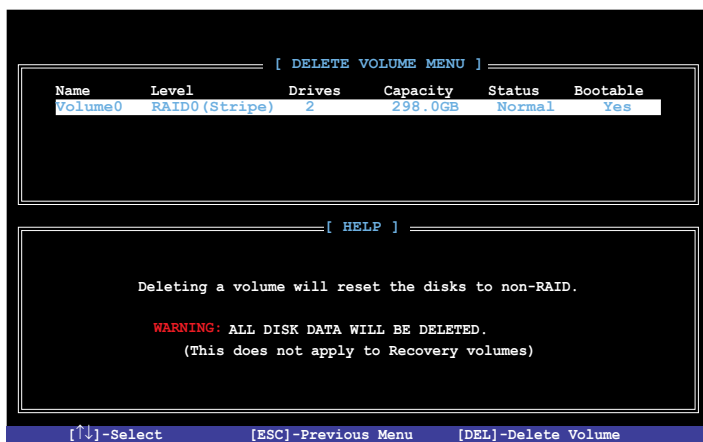 [ DELETE VOLUME MENU ]
Name Level Drives Capacity Status Bootable
Volume0 RAID0(Stripe) 2 298.0GB Normal Yes
[ HELP ]
Deleting a volume will reset the disks to non-RAID.
WARNING: ALL DISK DATA WILL BE DELETED.
(This does not apply to Recovery volumes)
[↑↓]-Select [ESC]-Previous Menu [DEL]-Delete Volume